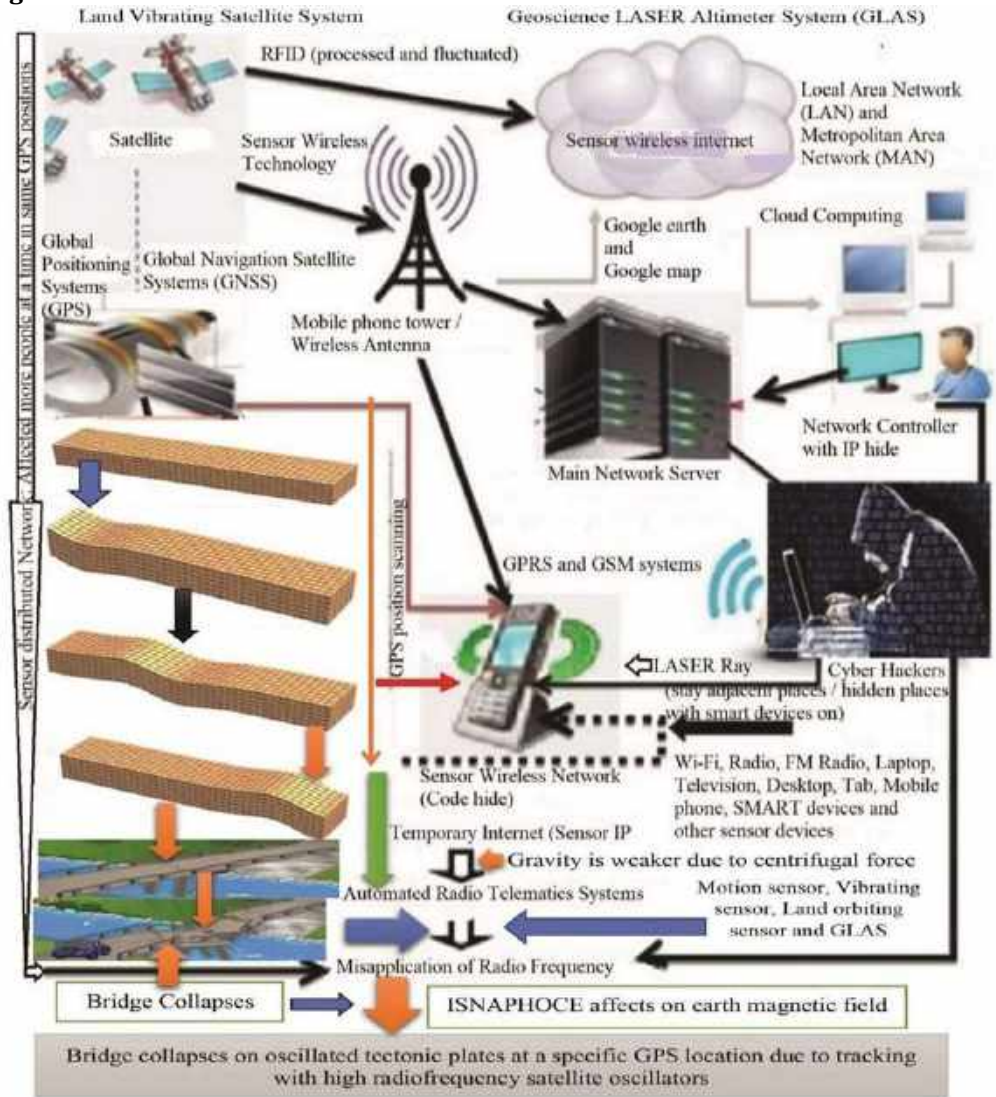 Land Vibrating Satellite System
Geoscience LASER Altimeter System (GLAS)
RFID (processed and fluctuated)
Satellite
Sensor Wireless
Technology
Sensor wireless internet
Local Area Network
(LAN) and
Metropolitan Area
Network (MAN)
Global
Positioning
Systems
(GPS)
Global Navigation Satellite
Systems (GNSS)
Google earth
and
Google map
Cloud Computing
Mobile phone tower /
Wireless Antenna
Main Network Server
Network Controller
with IP hide
Sensor distributed Network: Affected more people at a time in same GPS positions
GPS position scanning
GPRS and GSM systems
LASER Ray
(stay adjacent places / hidden places
with smart devices on)
Cyber Hackers
Wi-Fi, Radio, FM Radio, Laptop,
Television, Desktop, Tab, Mobile
phone, SMART devices and
other sensor devices
Sensor Wireless Network
(Code hide)
Temporary Internet (Sensor IP
Gravity is weaker due to centrifugal force
Automated Radio Telematics Systems
Motion sensor, Vibrating
sensor, Land orbiting
sensor and GLAS
Misapplication of Radio Frequency
Bridge Collapses
ISNAPHOCE affects on earth magnetic field
Bridge collapses on oscillated tectonic plates at a specific GPS location due to tracking
with high radiofrequency satellite oscillators